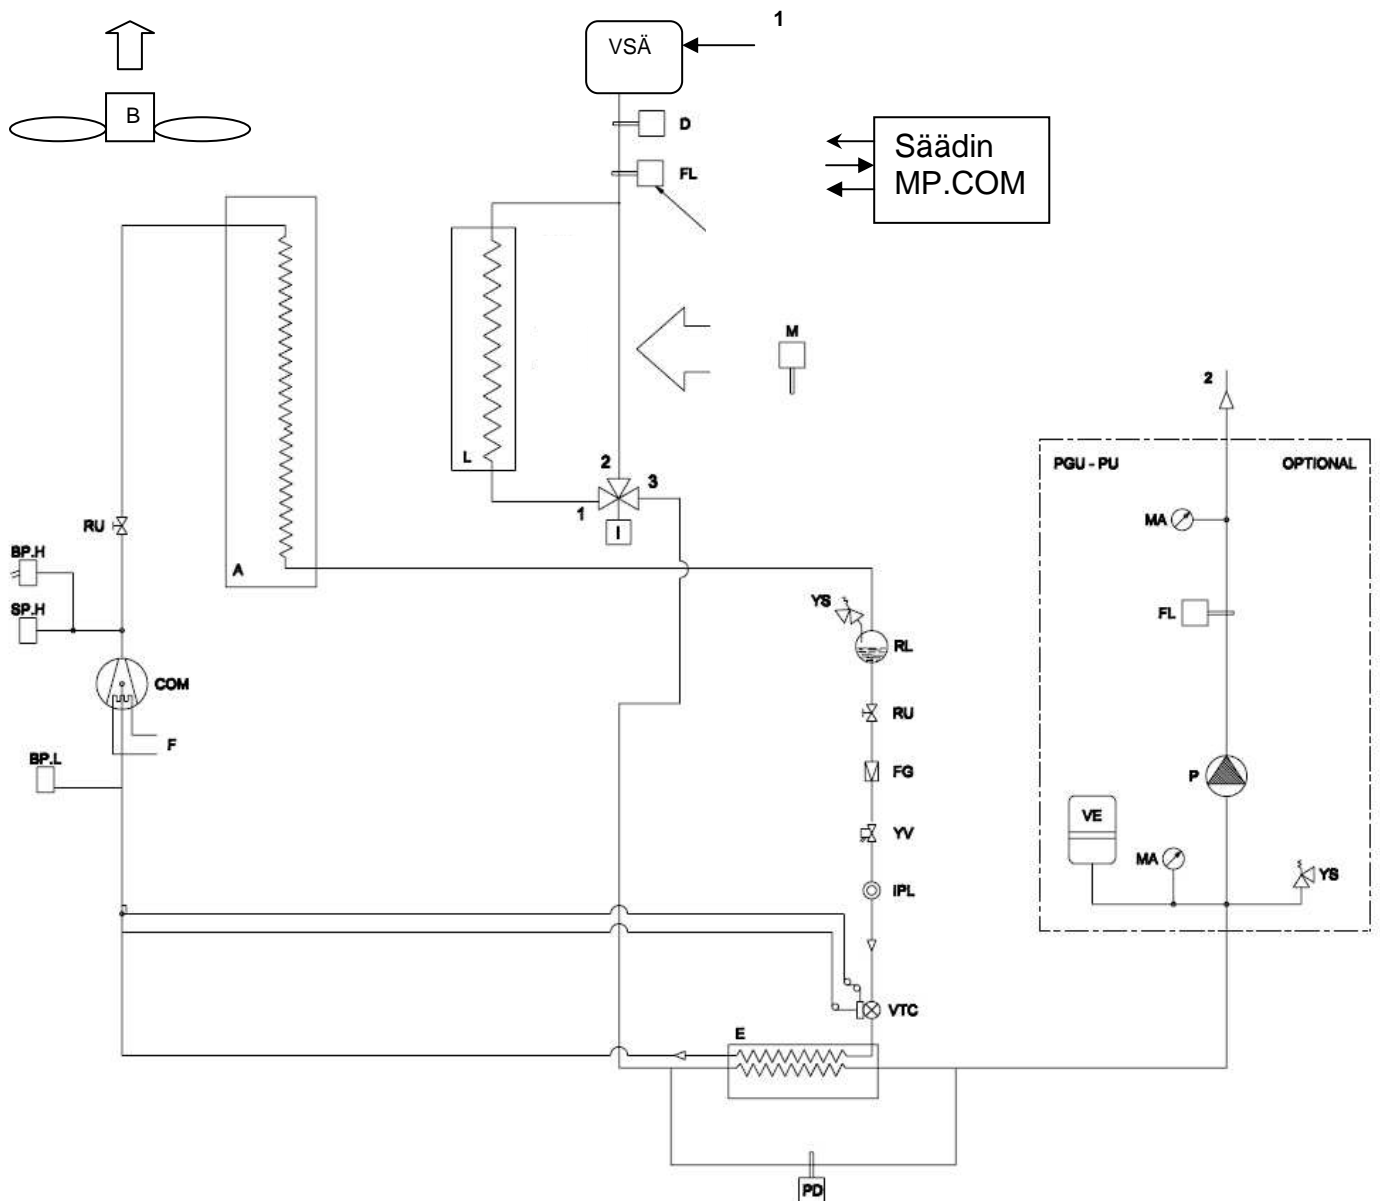 1
VSÄ
B
D
Säädin
MP.COM
FL
M
2
PGU - PU
OPTIONAL
L
2
3
1
I
MA
RU
BP.H
A
SP.H
YS
FL
RL
COM
RU
F
BP.L
FG
P
VE
YV
MA
YS
IPL
VTC
E
PD